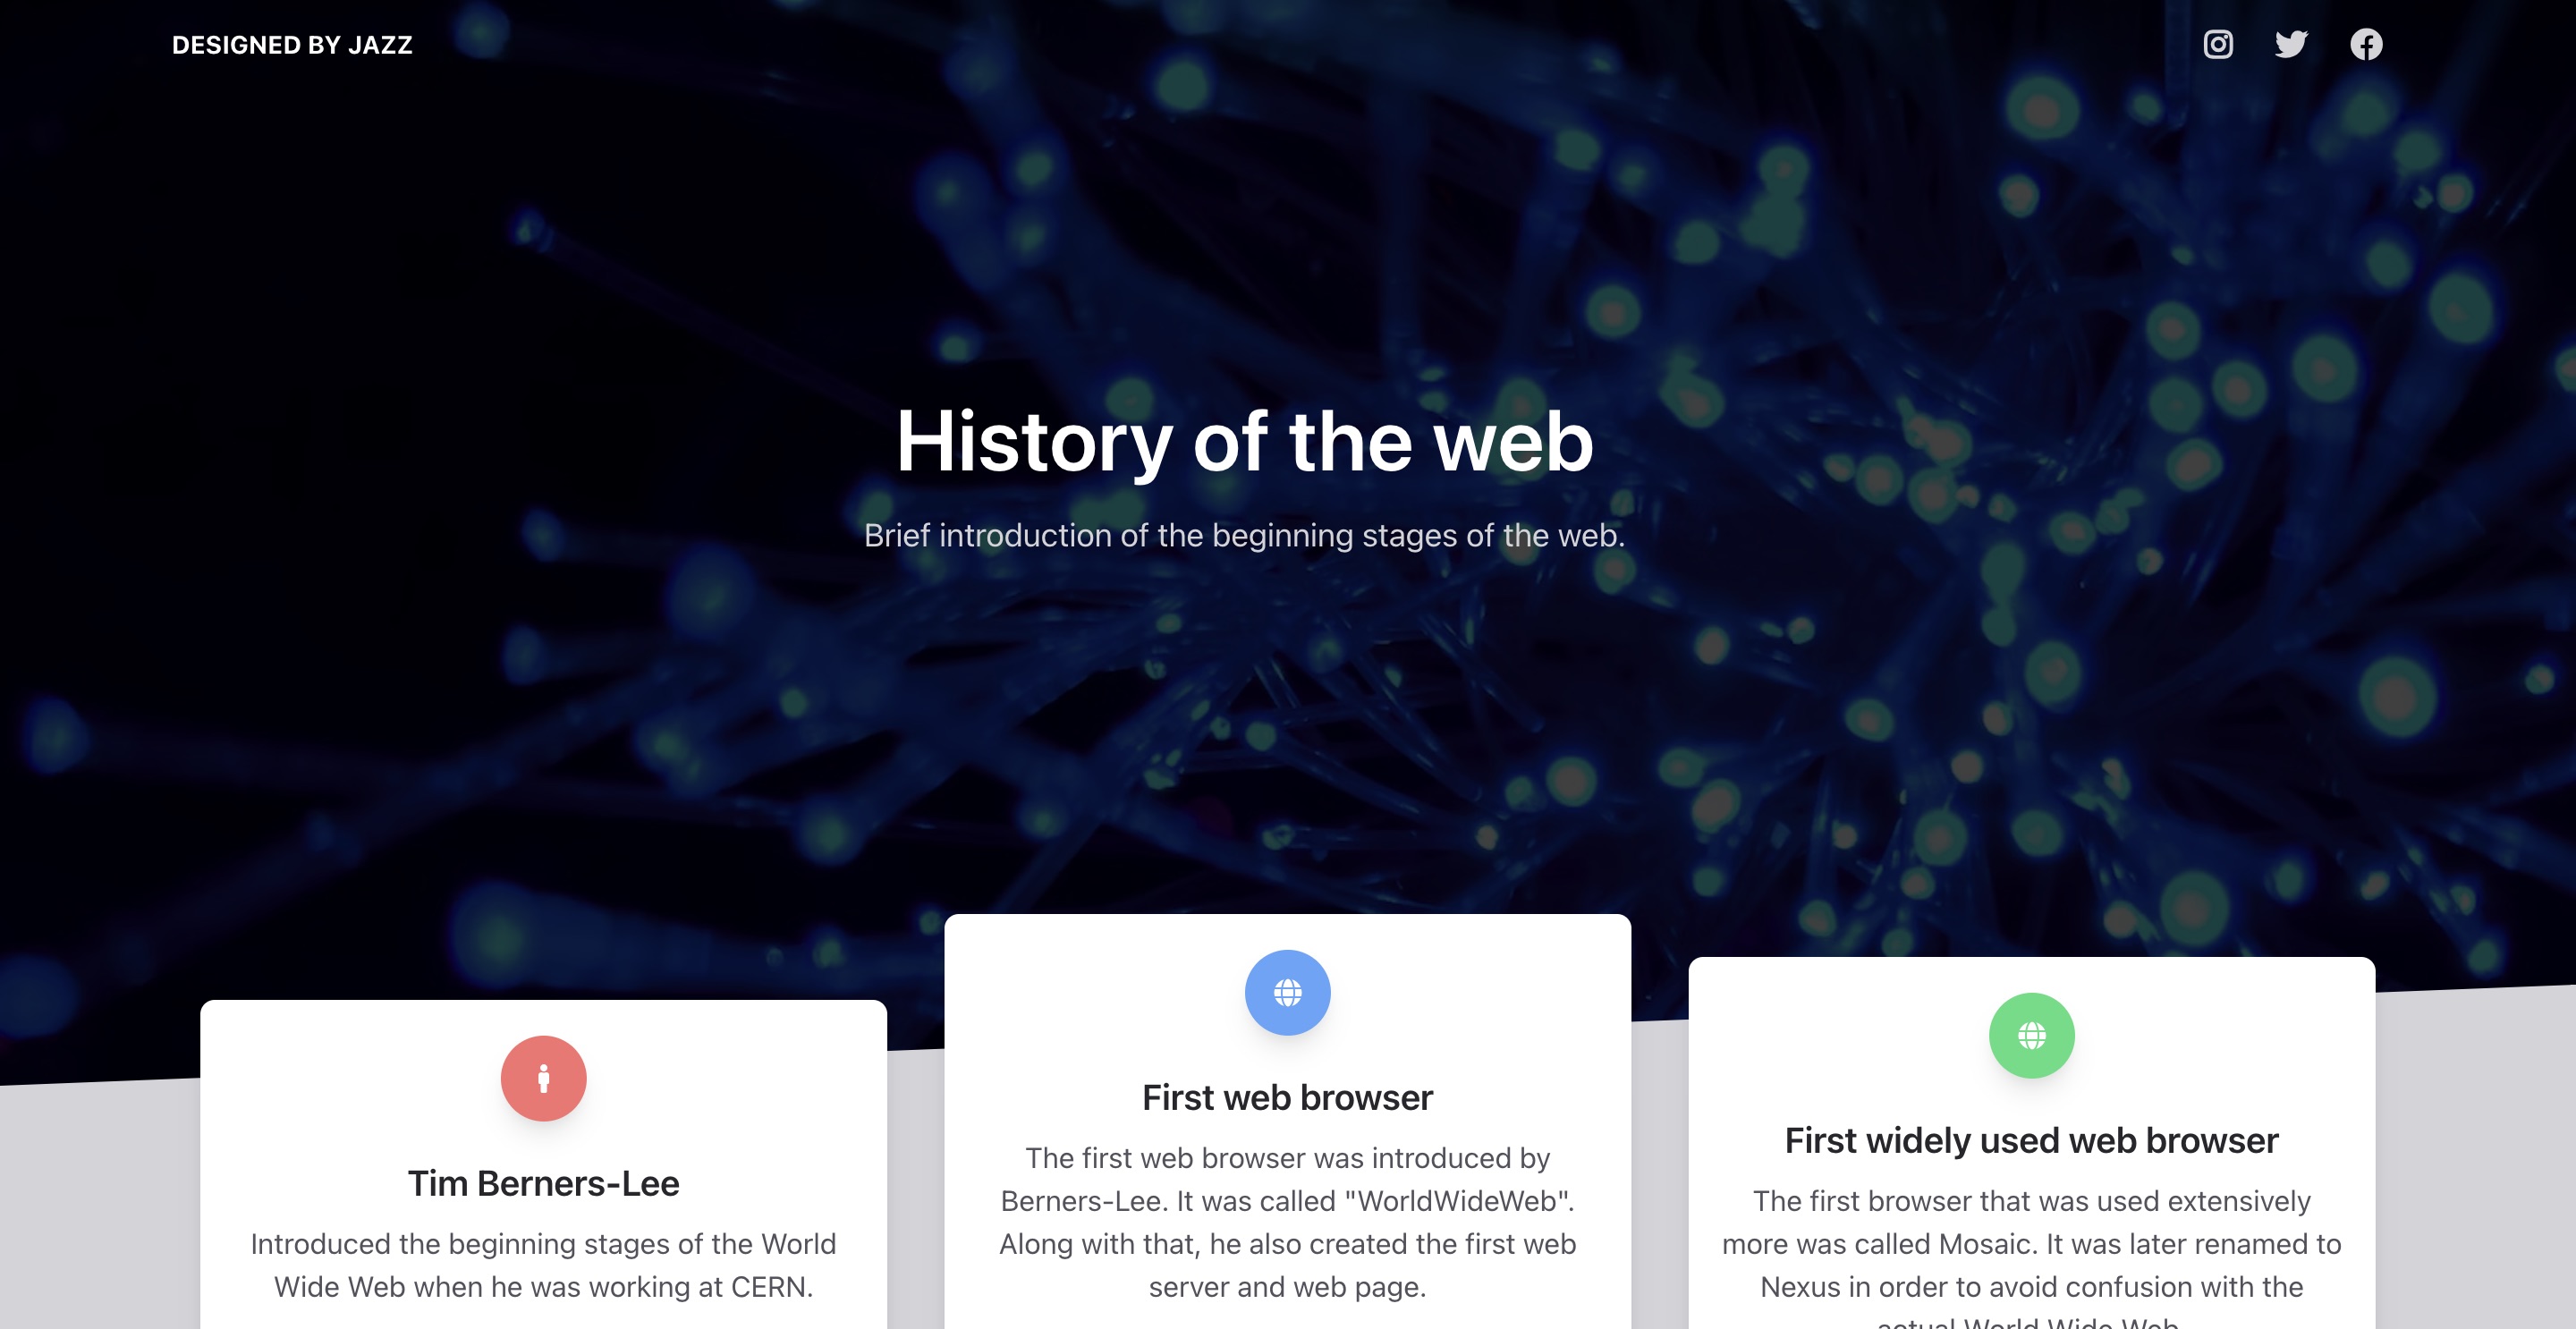 DESIGNED BY JAZZ
History of the web
Brief introduction of the beginning stages of the web.
Tim Berners-Lee
Introduced the beginning stages of the World
Wide Web when he was working at CERN.
First web browser
The first web browser was introduced by
Berners-Lee. It was called "WorldWideWeb".
Along with that, he also created the first web
server and web page.
First widely used web browser
The first browser that was used extensively
more was called Mosaic. It was later renamed to
Nexus in order to avoid confusion with the
actual World Wide Web.